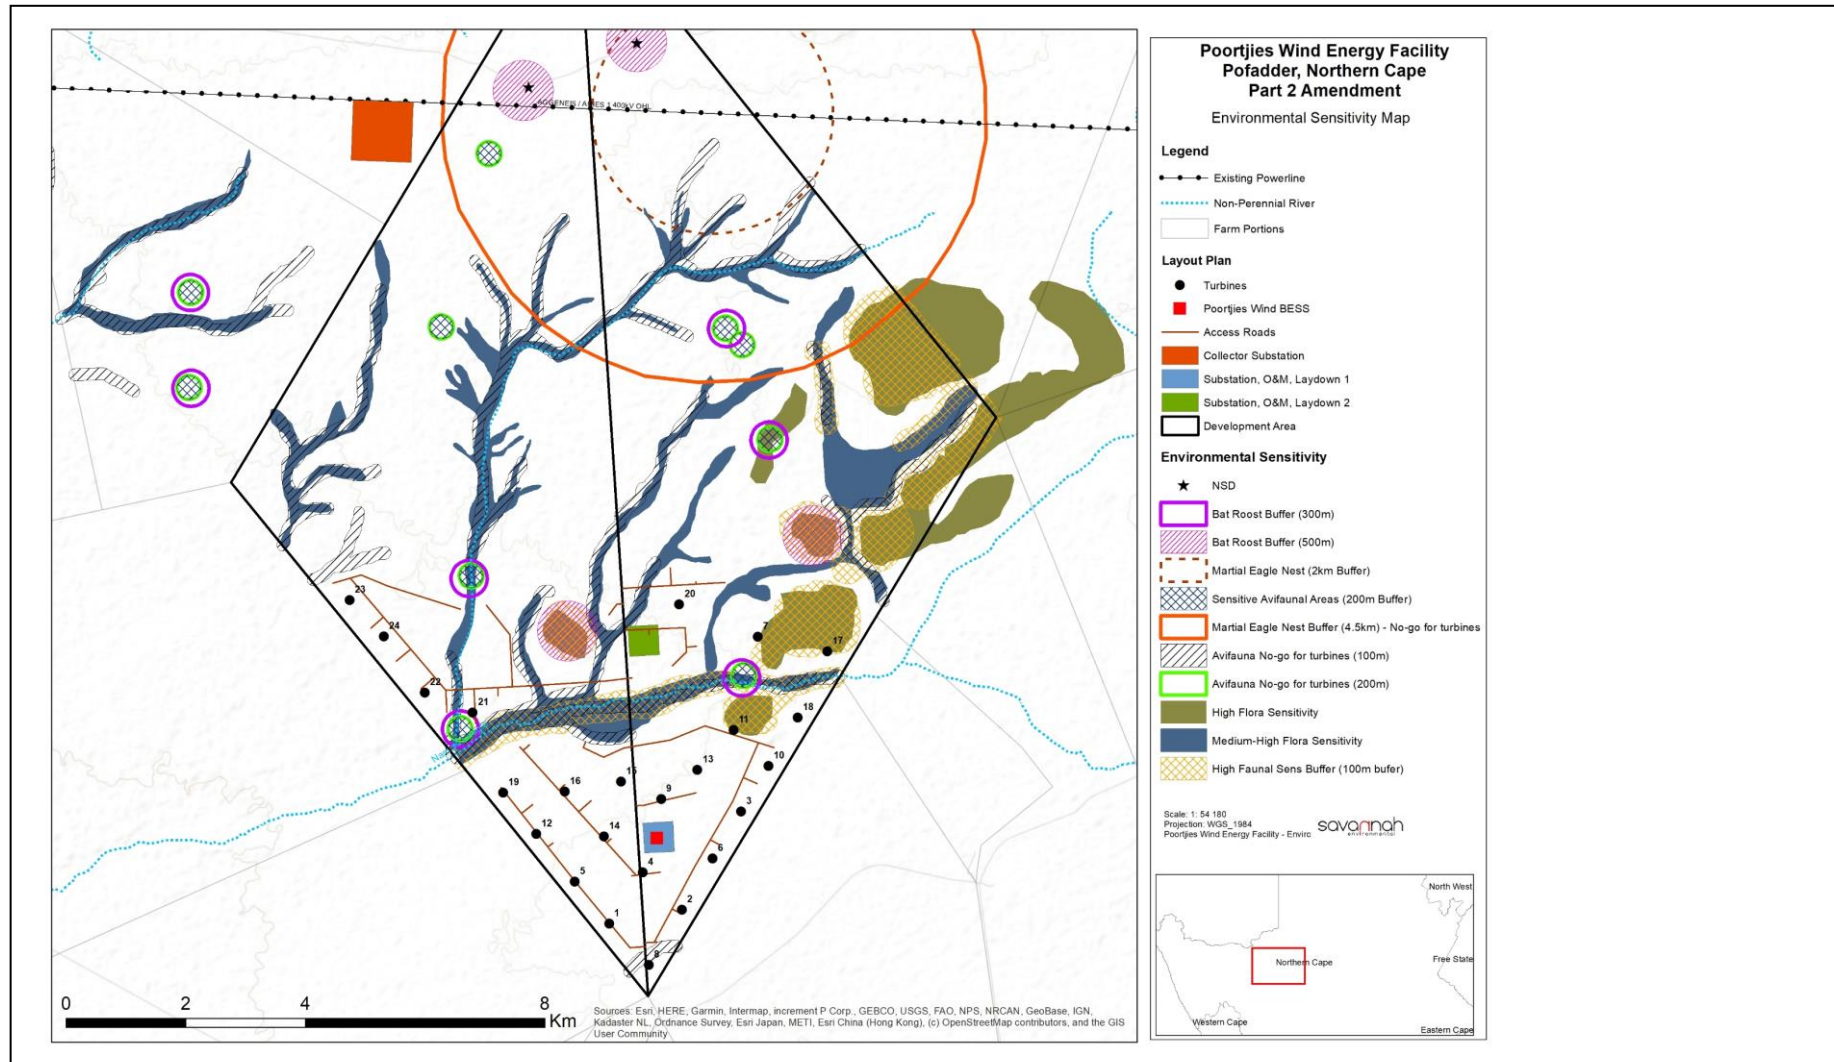 AGGENEIS / ARIES 1 400kV OHL
23
24
22
21
20
7
17
18
11
10
13
15
16
19
9
3
12
14
4
6
5
2
1
8
0 2 4 8
Km
Sources: Esri, HERE, Garmin, Intermap, increment P Corp., GEBCO, USGS, FAO, NPS, NRCAN, GeoBase, IGN,
Kadaster NL, Ordnance Survey, Esri Japan, METI, Esri China (Hong Kong), (c) OpenStreetMap contributors, and the GIS
User Community
Poortjies Wind Energy Facility
Pofadder, Northern Cape
Part 2 Amendment
Environmental Sensitivity Map
Legend
Existing Powerline
Non-Perennial River
Farm Portions
Layout Plan
Turbines
Poortjies Wind BESS
Access Roads
Collector Substation
Substation, O&M, Laydown 1
Substation, O&M, Laydown 2
Development Area
Environmental Sensitivity
NSD
Bat Roost Buffer (300m)
Bat Roost Buffer (500m)
Martial Eagle Nest (2km Buffer)
Sensitive Avifaunal Areas (200m Buffer)
Martial Eagle Nest Buffer (4.5km) - No-go for turbines
Avifauna No-go for turbines (100m)
Avifauna No-go for turbines (200m)
High Flora Sensitivity
Medium-High Flora Sensitivity
High Faunal Sens Buffer (100m bufer)
Scale: 1: 54 180
Projection: WGS_1984
Poortjies Wind Energy Facility - Envirc
savannah
environmental
North West
Northern Cape
Free State
Western Cape
Eastern Cape